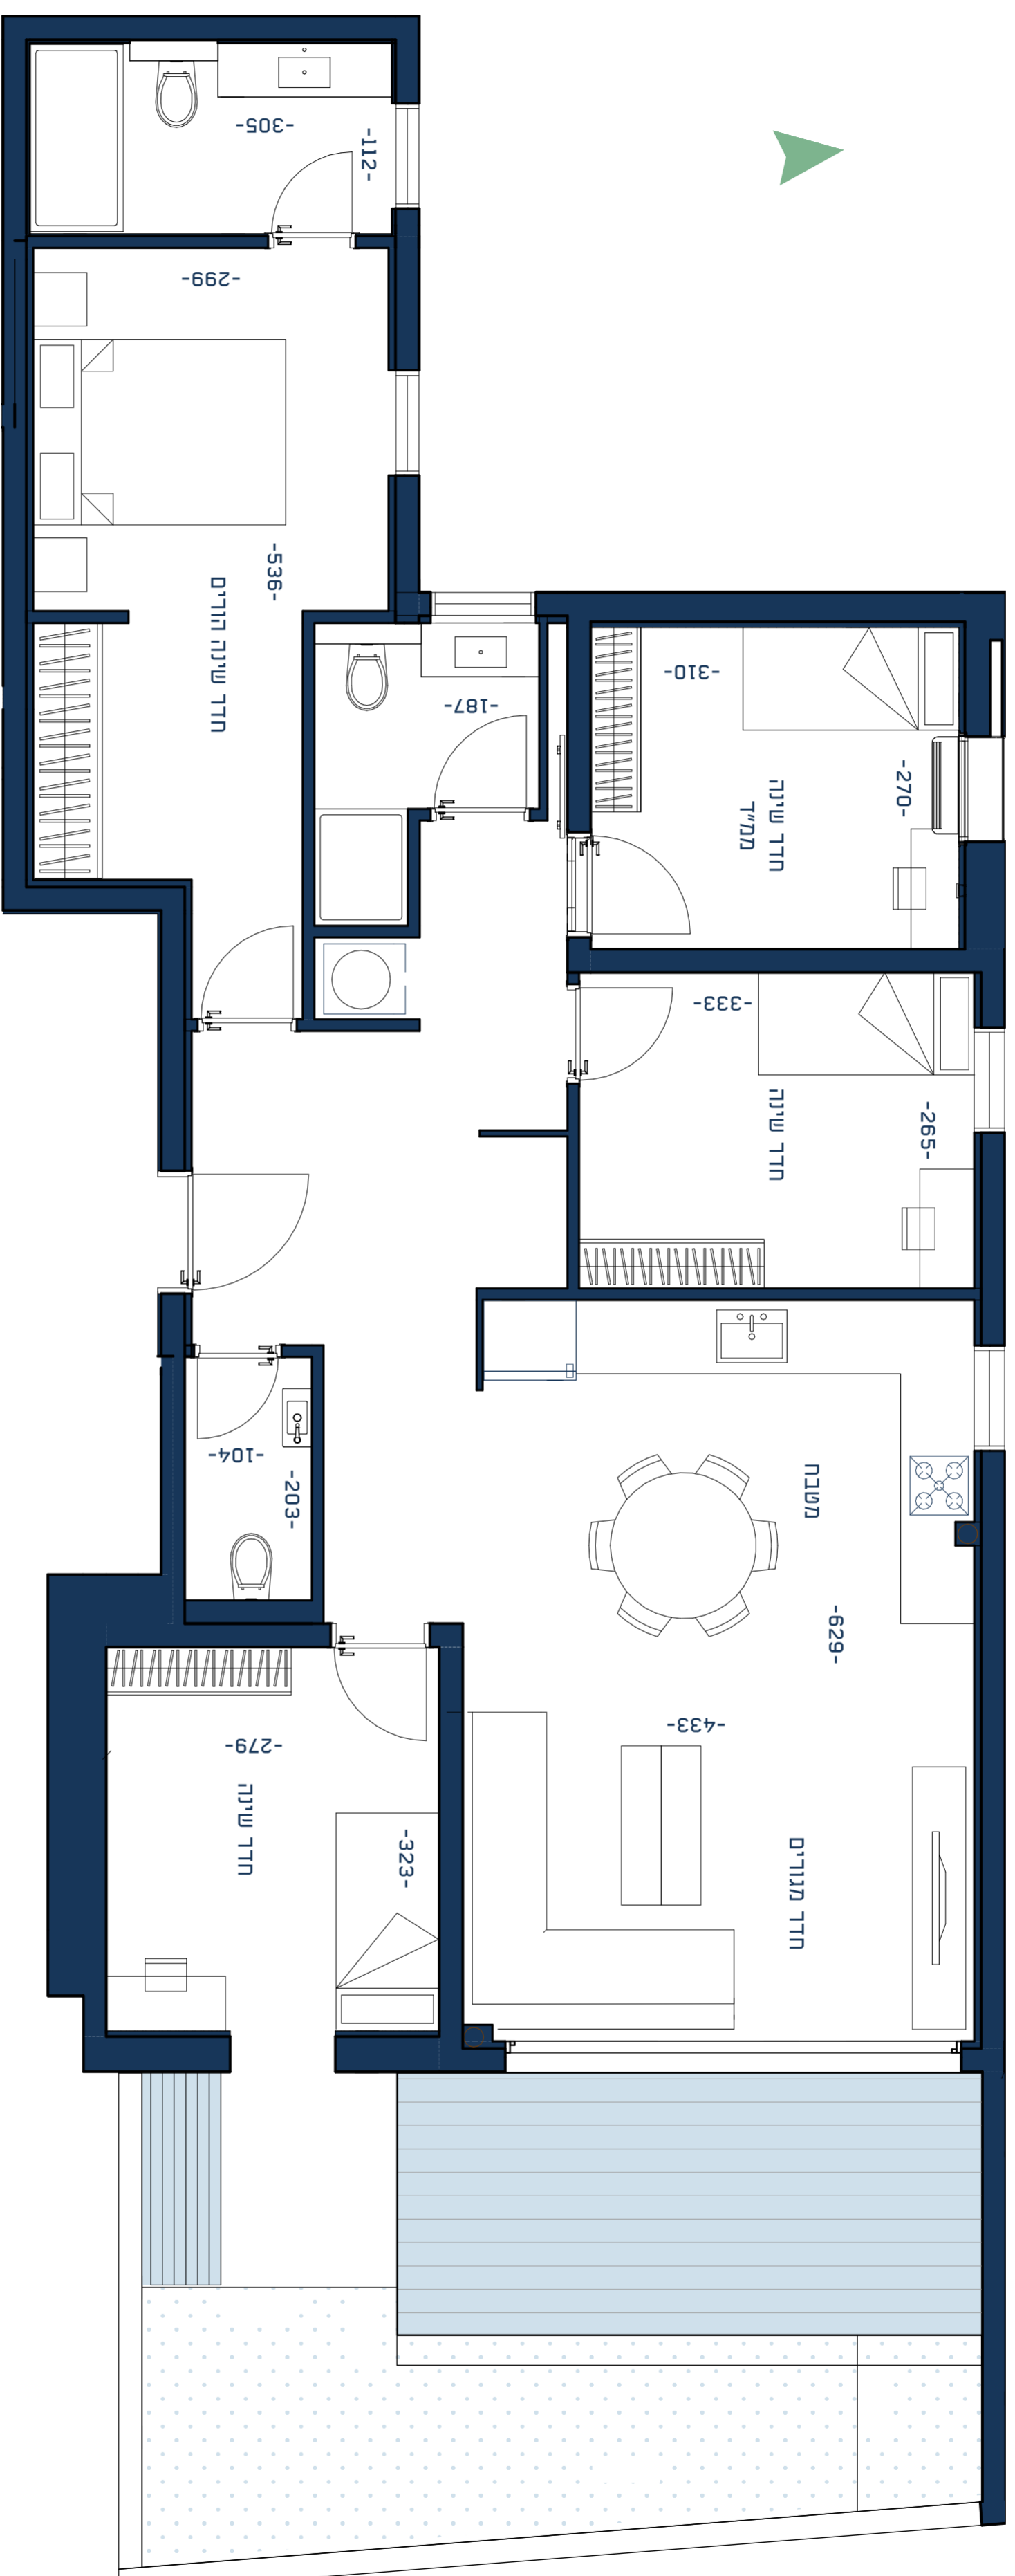 -305-
-112-
-299-
-536-
חדר שינה הורים
-187-
-310-
-270-
חדר שינה
ממ"ד
-333-
-265-
חדר שינה
-104-
-203-
מטבח
-629-
-433-
חדר מגורים
-279-
חדר שינה
-323-